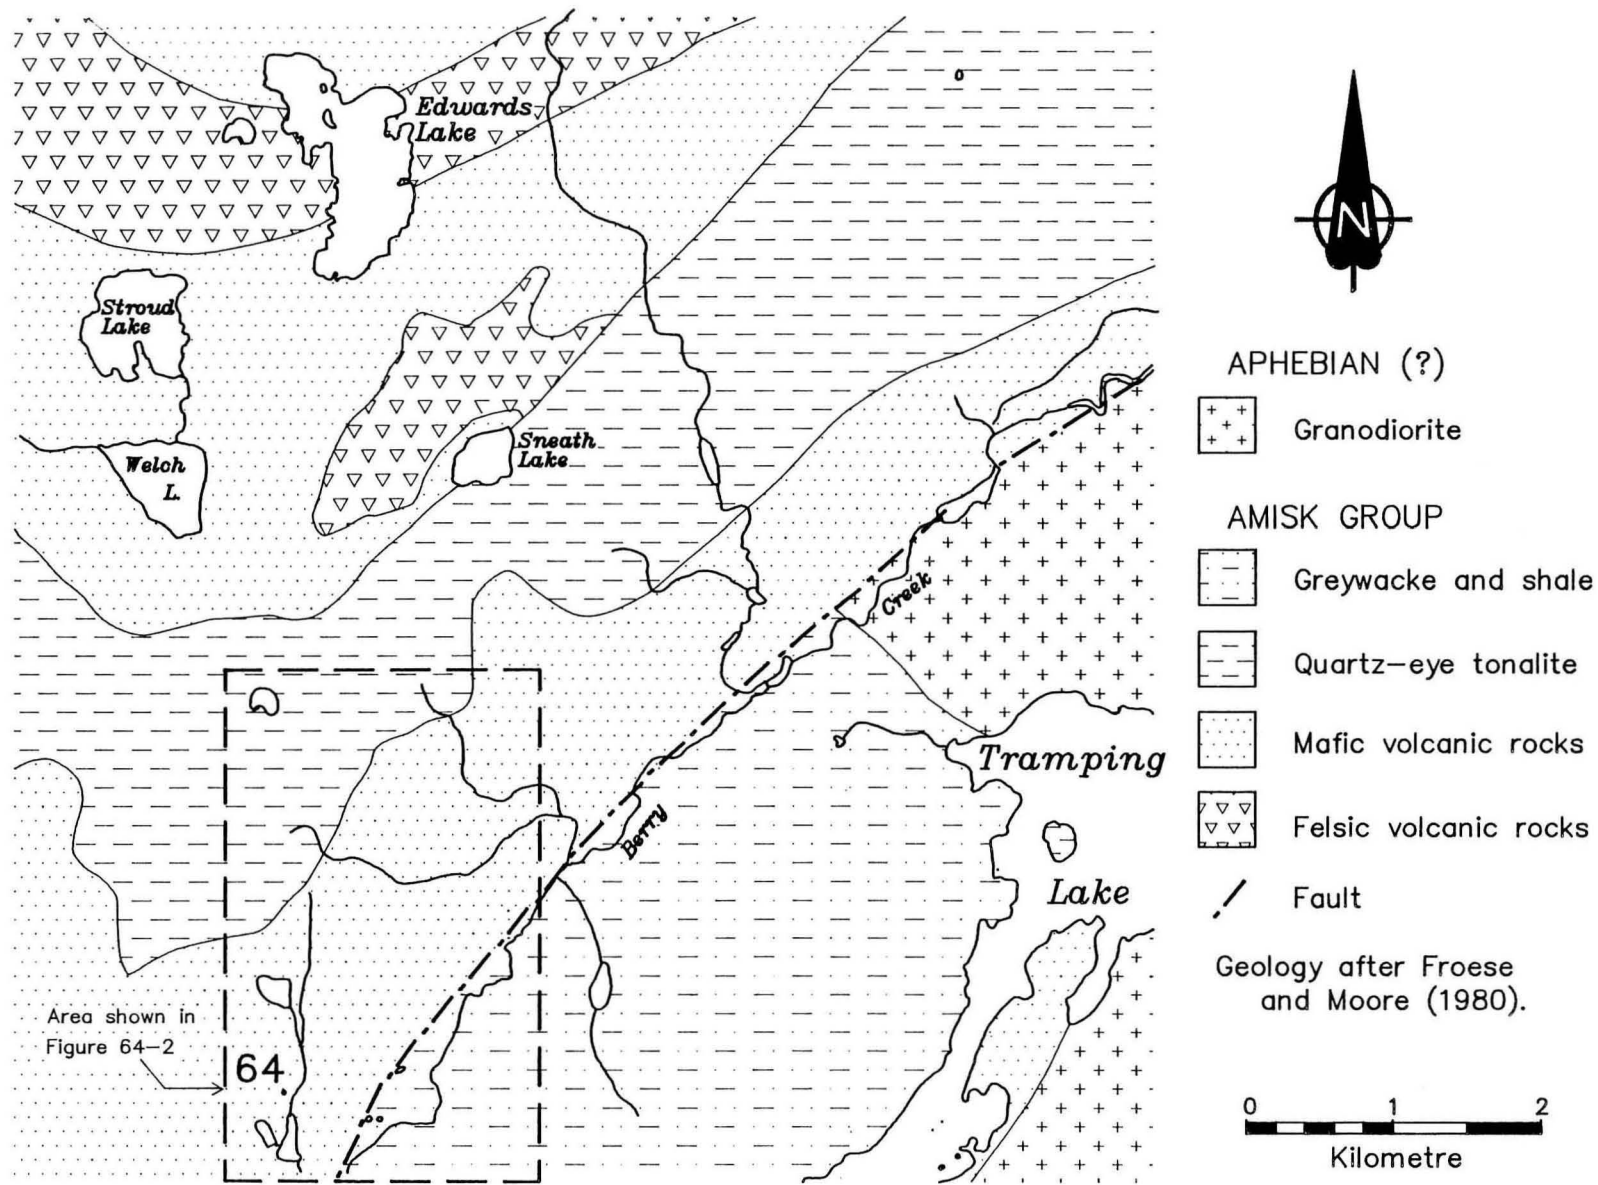 Edwards
Lake
Stroud
Lake
Welch
L.
Sneath
Lake
Creek
Berry
Tramping
Lake
Area shown in
Figure 64-2
64
N
APHEBIAN (?)
Granodiorite
AMISK GROUP
Greywacke and shale
Quartz-eye tonalite
Mafic volcanic rocks
Felsic volcanic rocks
Fault
Geology after Froese
and Moore (1980).
0 1 2
Kilometre